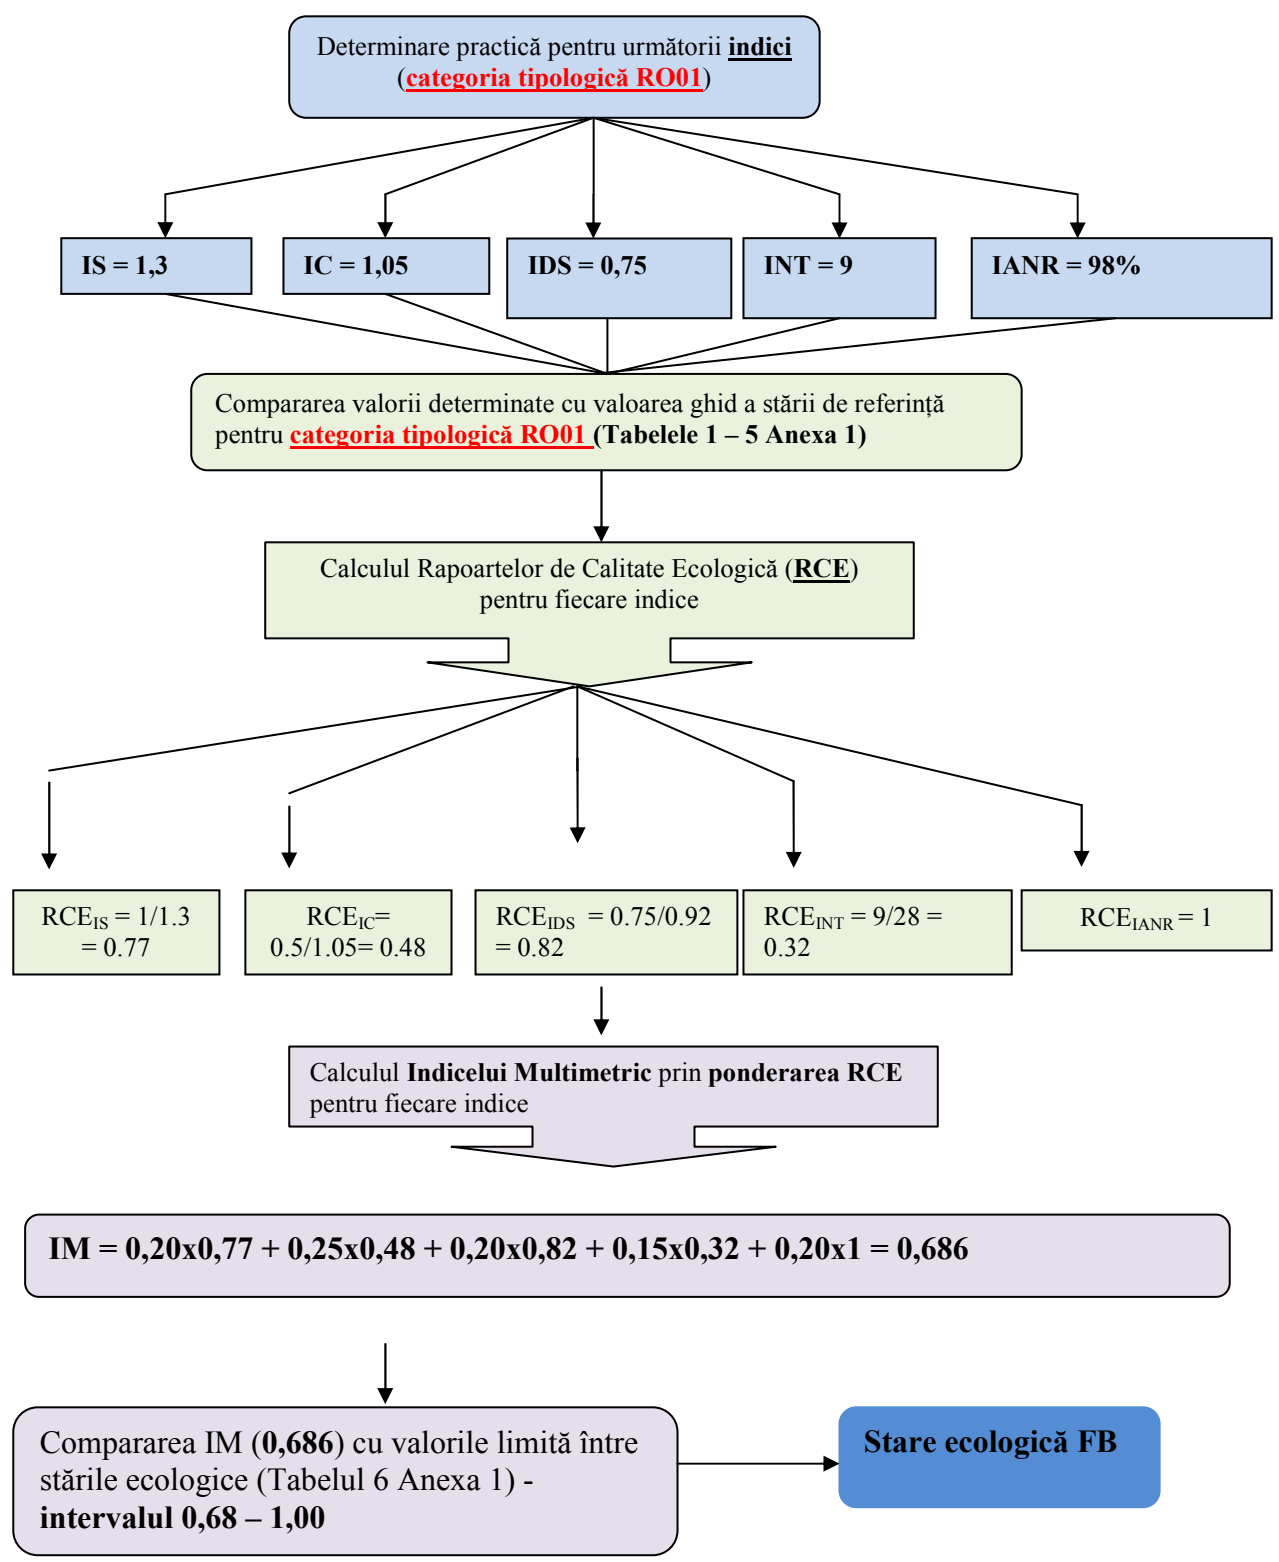 Determinare practică pentru următorii indici
(categoria tipologică RO01)
IS = 1,3
IC = 1,05
IDS = 0,75
INT = 9
IANR = 98%
Compararea valorii determinate cu valoarea ghid a stării de referință
pentru categoria tipologică RO01 (Tabelele 1 – 5 Anexa 1)
Calculul Rapoartelor de Calitate Ecologică (RCE)
pentru fiecare indice
RCEIS = 1/1.3
= 0.77
RCEIC=
0.5/1.05= 0.48
RCEIDS = 0.75/0.92
= 0.82
RCEINT = 9/28 =
0.32
RCEIANR = 1
Calculul Indicelui Multimetric prin ponderarea RCE
pentru fiecare indice
IM = 0,20x0,77 + 0,25x0,48 + 0,20x0,82 + 0,15x0,32 + 0,20x1 = 0,686
Compararea IM (0,686) cu valorile limită între
stările ecologice (Tabelul 6 Anexa 1) -
intervalul 0,68 – 1,00
Stare ecologică FB